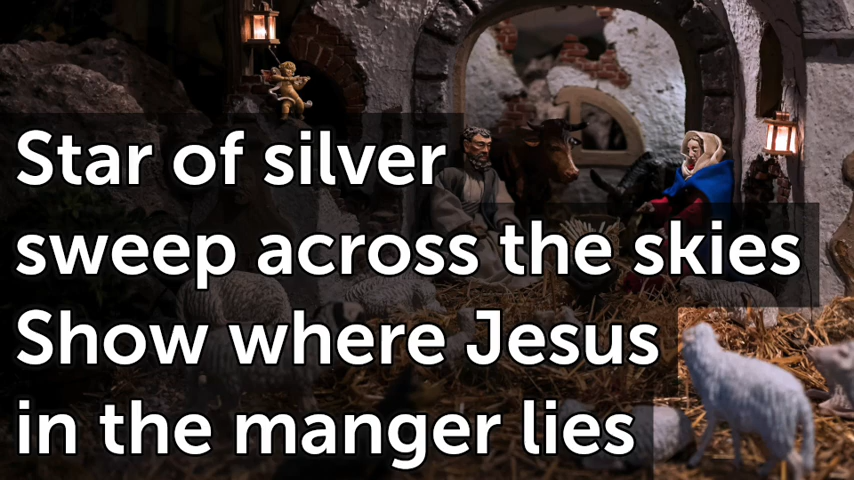 Star of silver
sweep across the skies
Show where Jesus
in the manger lies